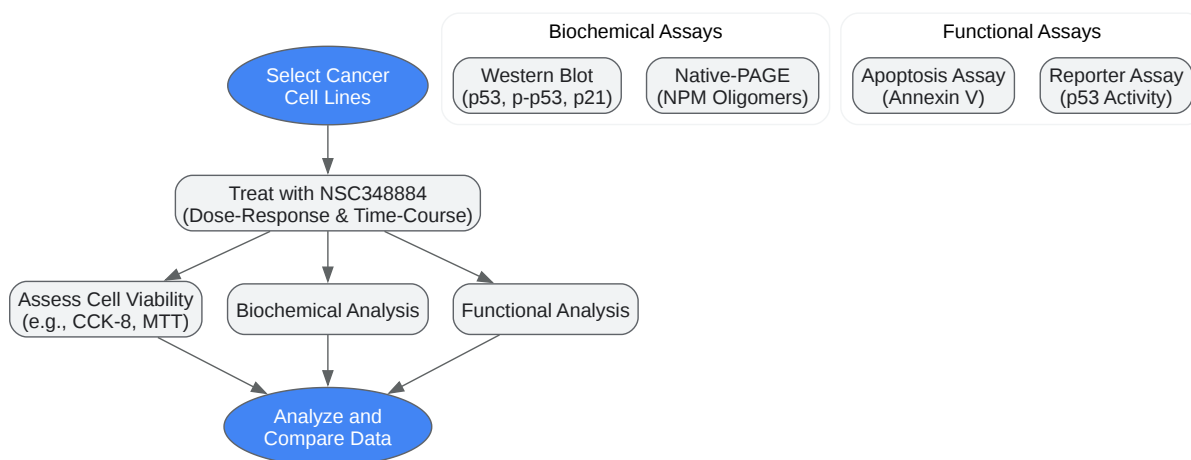 Biochemical Assays
Functional Assays
Select Cancer
Cell Lines
Western Blot
(p53, p-p53, p21)
Native-PAGE
(NPM Oligomers)
Apoptosis Assay
(Annexin V)
Reporter Assay
(p53 Activity)
Treat with NSC348884
(Dose-Response & Time-Course)
Assess Cell Viability
(e.g., CCK-8, MTT)
Biochemical Analysis
Functional Analysis
Analyze and
Compare Data